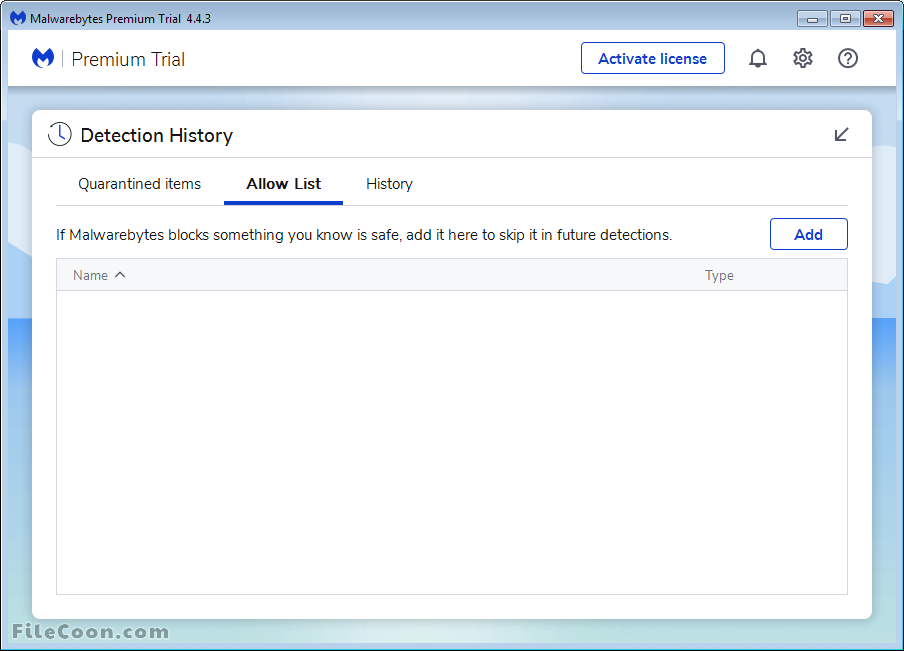 Malwarebytes Premium Trial 4.4.3
Premium Trial
Activate license
Detection History
Quarantined items
Allow List
History
If Malwarebytes blocks something you know is safe, add it here to skip it in future detections.
Add
Name
Type
FileCoon.com